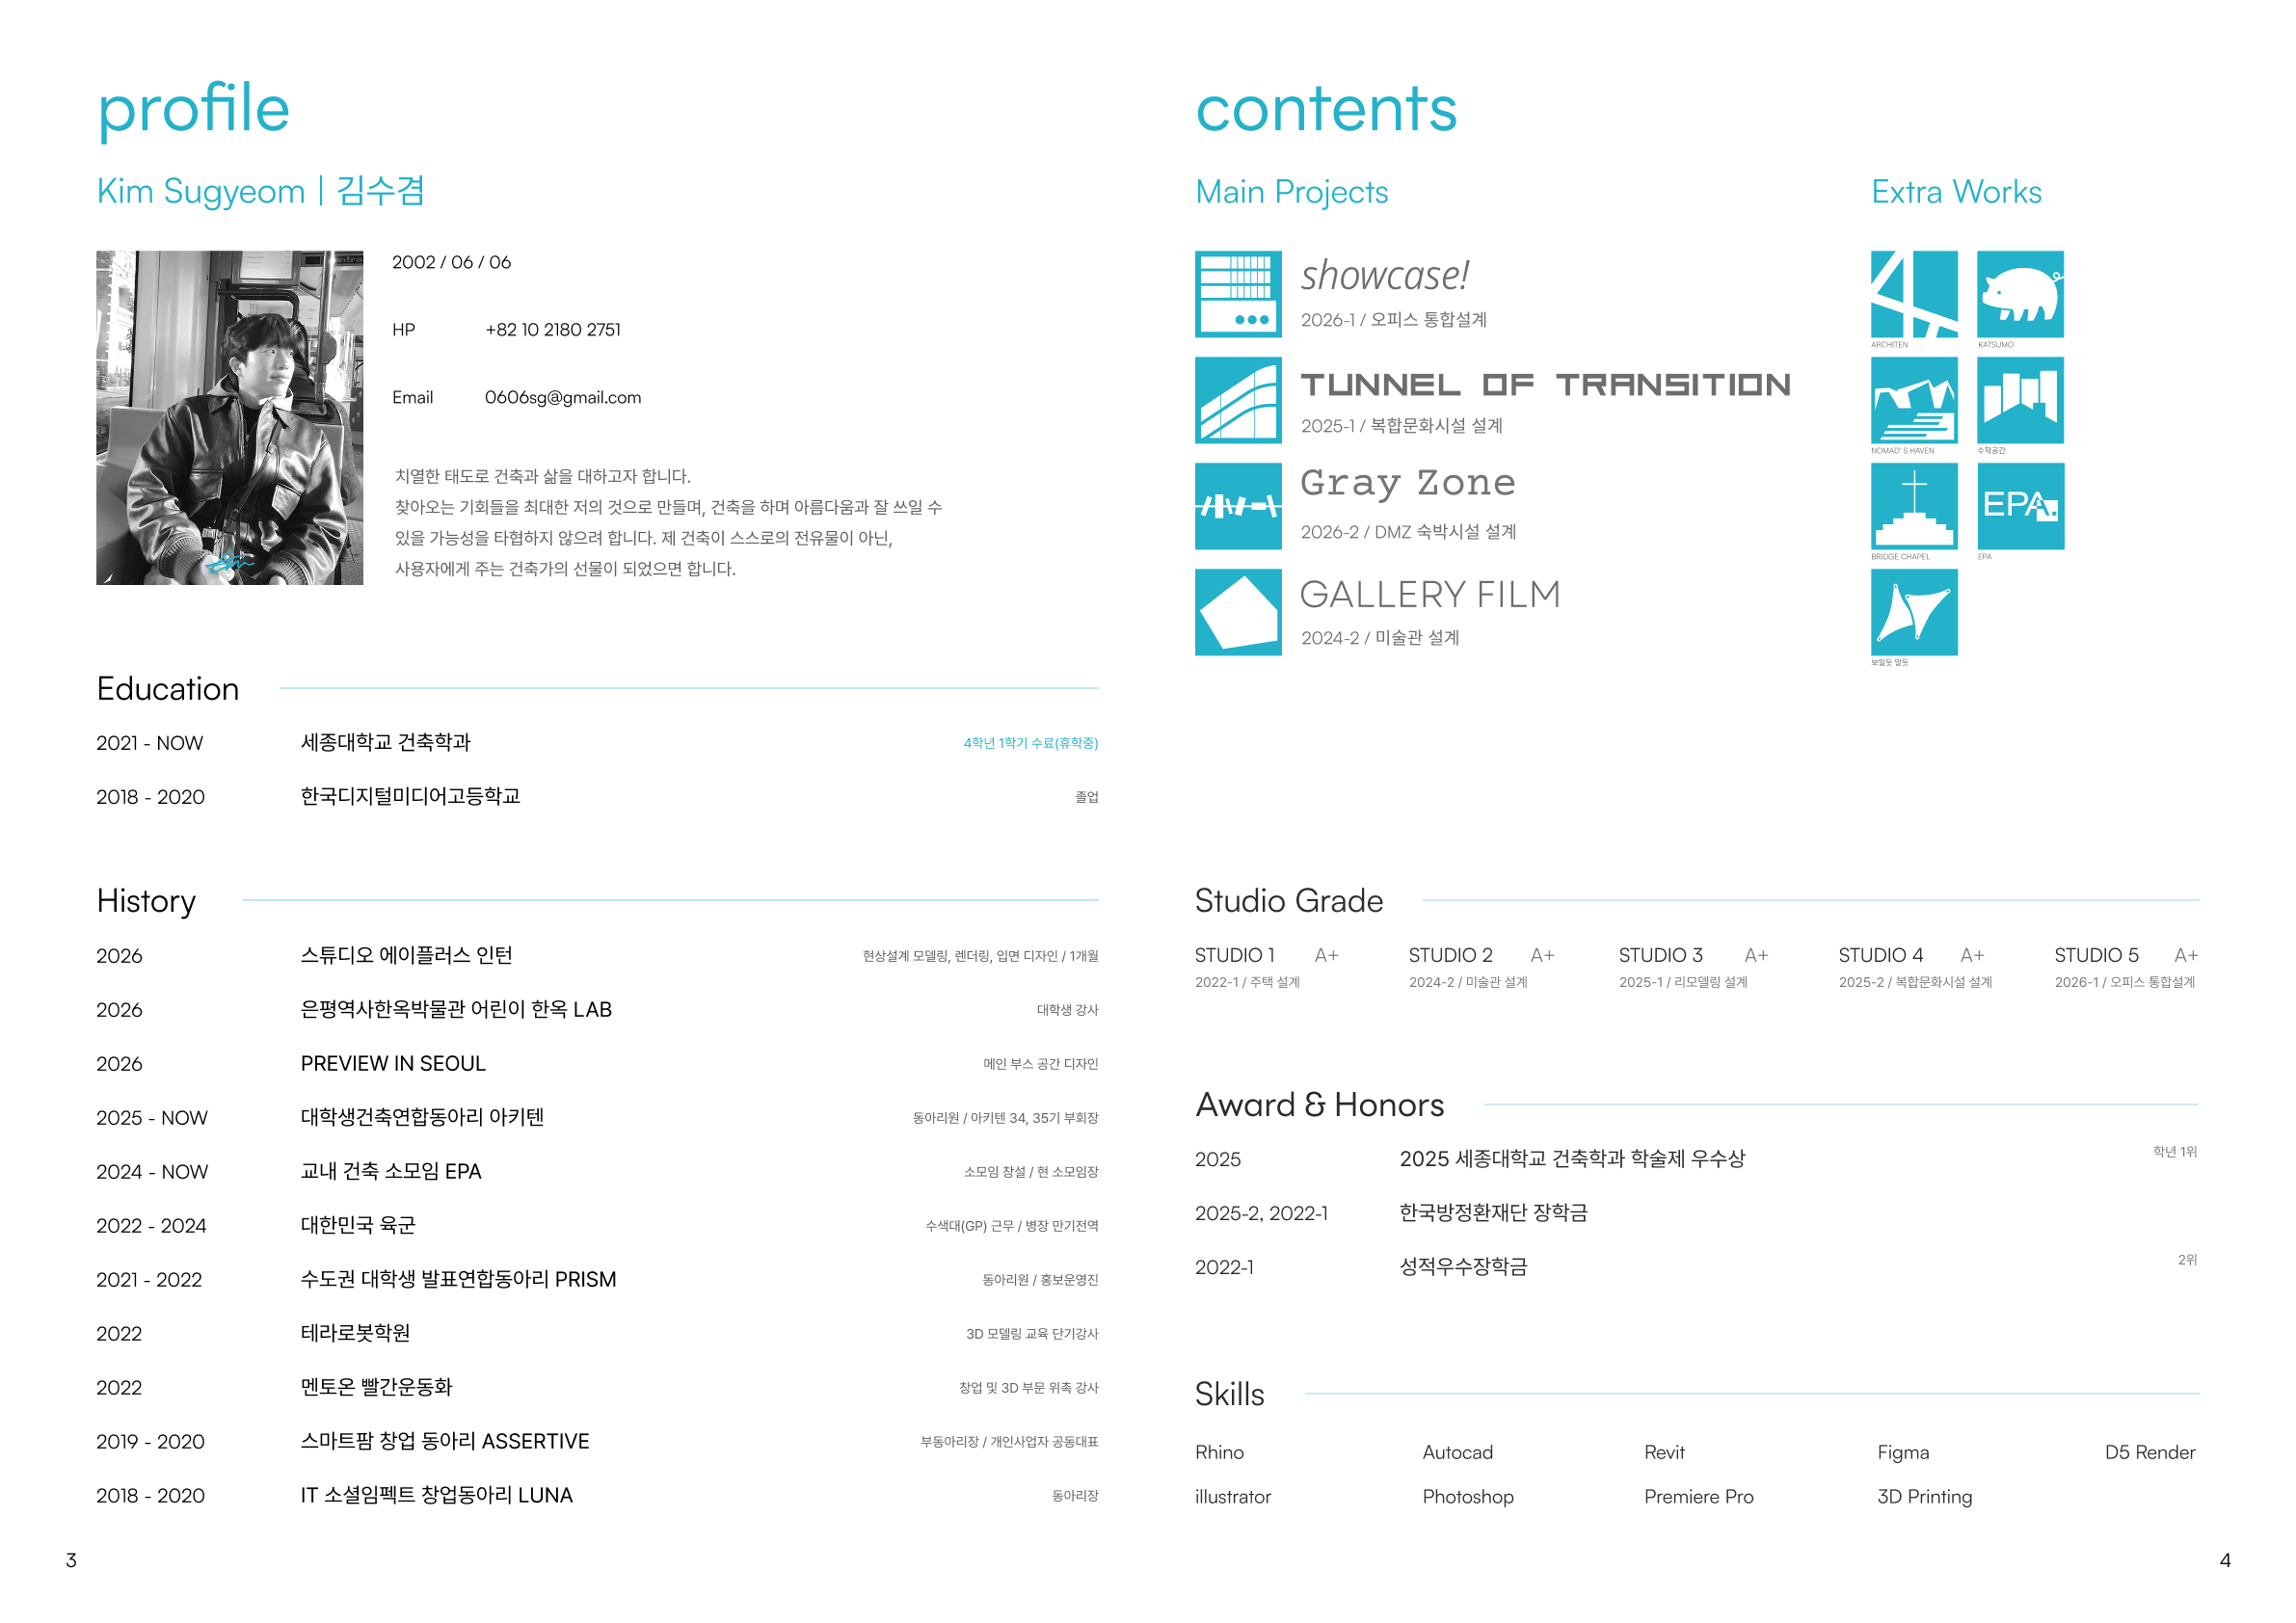 profile
Kim Sugyeom | 김수겸
2002 / 06 / 06
HP +82 10 2180 2751
Email 0606sg@gmail.com
치열한 태도로 건축과 삶을 대하고자 합니다.
찾아오는 기회들을 최대한 저의 것으로 만들며, 건축을 하며 아름다움과 잘 쓰일 수
있을 가능성을 타협하지 않으려 합니다. 제 건축이 스스로의 전유물이 아닌,
사용자에게 주는 건축가의 선물이 되었으면 합니다.
Education
2021 - NOW 세종대학교 건축학과 4학년 1학기 수료(휴학중)
2018 - 2020 한국디지털미디어고등학교 졸업
History
2026 스튜디오 에이플러스 인턴 현상설계 모델링, 렌더링, 입면 디자인 / 1개월
2026 은평역사한옥박물관 어린이 한옥 LAB 대학생 강사
2026 PREVIEW IN SEOUL 메인 부스 공간 디자인
2025 - NOW 대학생건축연합동아리 아키텐 동아리원 / 아키텐 34, 35기 부회장
2024 - NOW 교내 건축 소모임 EPA 소모임 창설 / 현 소모임장
2022 - 2024 대한민국 육군 수색대(GP) 근무 / 병장 만기전역
2021 - 2022 수도권 대학생 발표연합동아리 PRISM 동아리원 / 홍보운영진
2022 테라로봇학원 3D 모델링 교육 단기강사
2022 멘토온 빨간운동화 창업 및 3D 부문 위촉 강사
2019 - 2020 스마트팜 창업 동아리 ASSERTIVE 부동아리장 / 개인사업자 공동대표
2018 - 2020 IT 소셜임펙트 창업동아리 LUNA 동아리장
3
contents
Main Projects
showcase!
2026-1 / 오피스 통합설계
TUNNEL OF TRANSITION
2025-1 / 복합문화시설 설계
Gray Zone
2026-2 / DMZ 숙박시설 설계
GALLERY FILM
2024-2 / 미술관 설계
Extra Works
ARCHITEN KATSUMO
NOMAD'S HAVEN 수학공간
EPA.
BRIDGE CHAPEL EPA
보일듯 말듯
Studio Grade
STUDIO 1 A+ STUDIO 2 A+ STUDIO 3 A+ STUDIO 4 A+ STUDIO 5 A+
2022-1 / 주택 설계 2024-2 / 미술관 설계 2025-1 / 리모델링 설계 2025-2 / 복합문화시설 설계 2026-1 / 오피스 통합설계
Award & Honors
2025 2025 세종대학교 건축학과 학술제 우수상 학년 1위
2025-2, 2022-1 한국방정환재단 장학금
2022-1 성적우수장학금 2위
Skills
Rhino Autocad Revit Figma D5 Render
illustrator Photoshop Premiere Pro 3D Printing
4